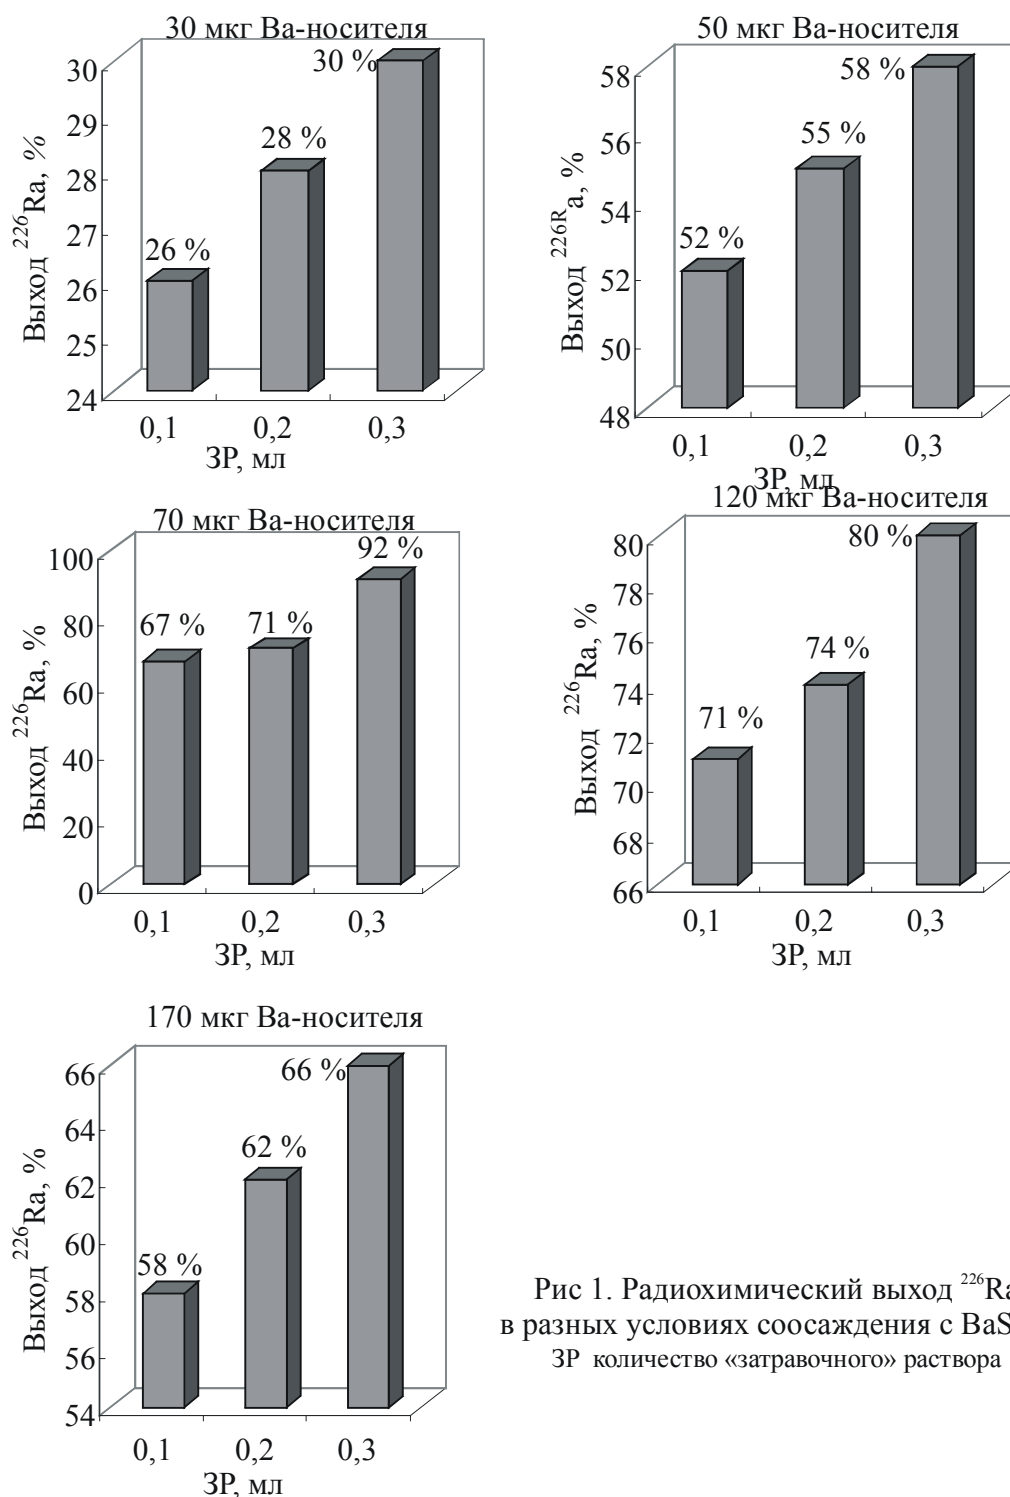 30 мкг Ba-носителя
30
29
28
27
26
25
24
Выход ²²⁶Ra, %
26 %
28 %
30 %
0,1 0,2 0,3
ЗР, мл
50 мкг Ba-носителя
58
56
54
52
50
48
Выход ²²⁶ᴿa, %
52 %
55 %
58 %
0,1 0,2 0,3
ЗР, мл
70 мкг Ba-носителя
100
80
60
40
20
0
Выход ²²⁶Ra, %
67 %
71 %
92 %
0,1 0,2 0,3
ЗР, мл
120 мкг Ba-носителя
80
78
76
74
72
70
68
66
Выход ²²⁶Ra, %
71 %
74 %
80 %
0,1 0,2 0,3
ЗР, мл
170 мкг Ba-носителя
66
64
62
60
58
56
54
Выход ²²⁶Ra, %
58 %
62 %
66 %
0,1 0,2 0,3
ЗР, мл
Рис 1. Радиохимический выход ²²⁶Ra
в разных условиях соосаждения с BaS
ЗР количество «затравочного» раствора